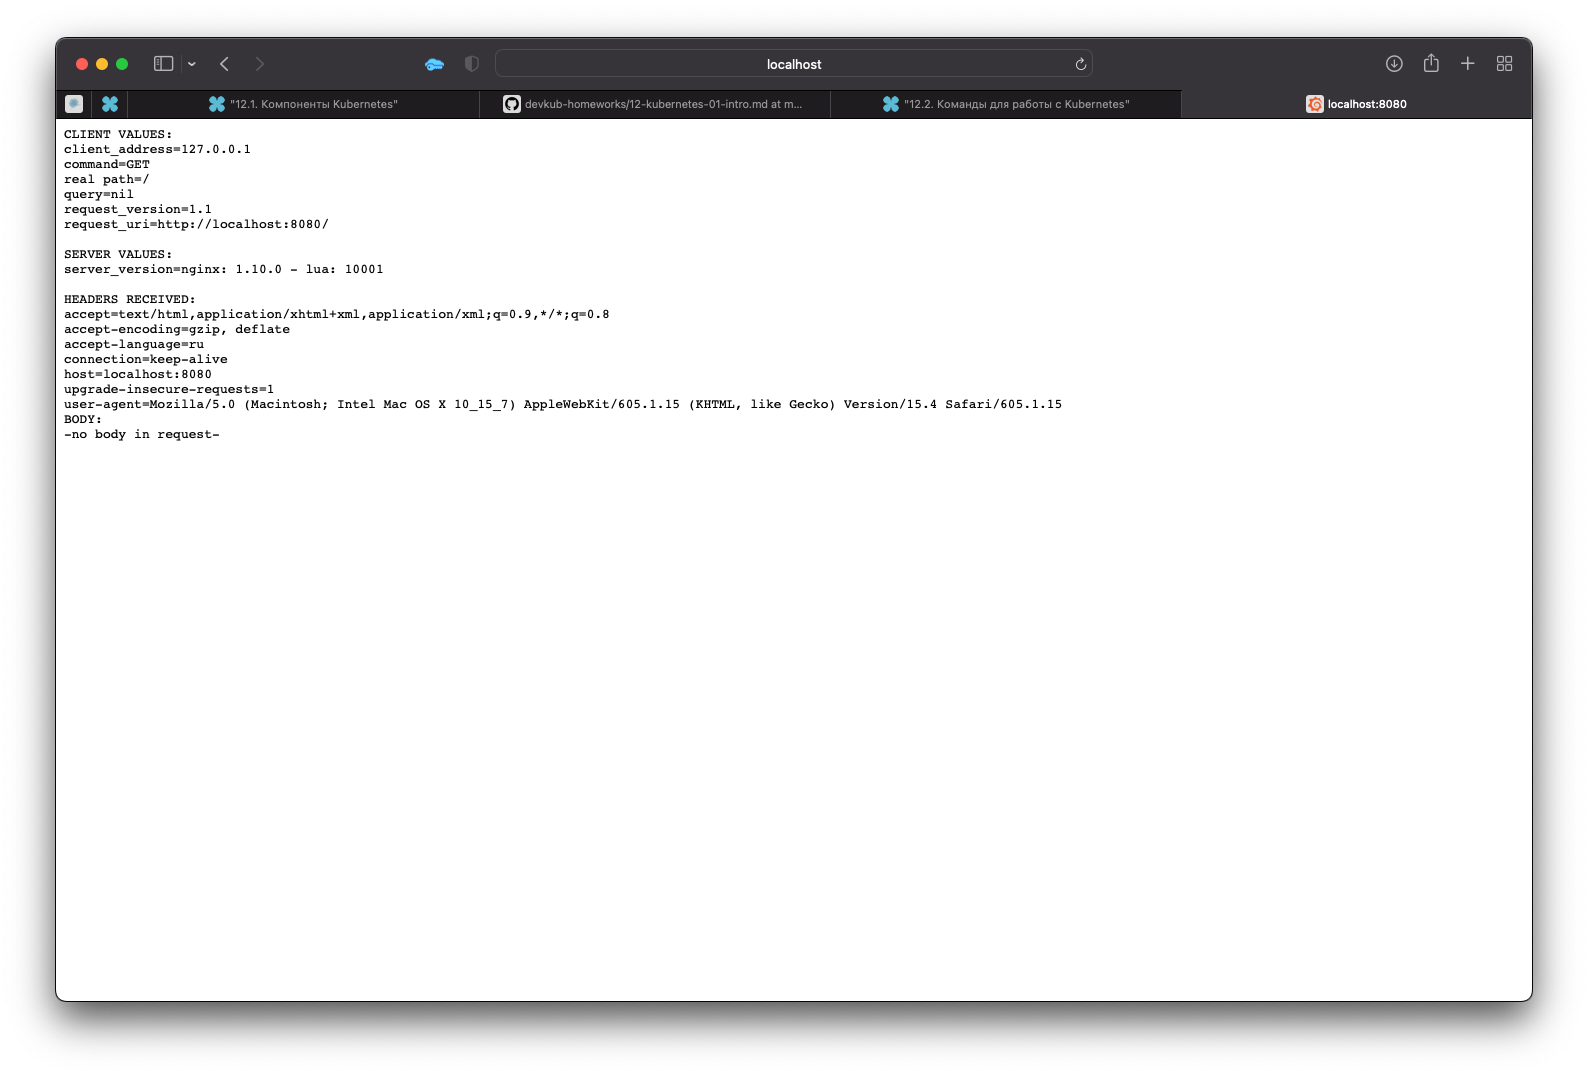 localhost
"12.1. Компоненты Kubernetes"
devkub-homeworks/12-kubernetes-01-intro.md at m...
"12.2. Команды для работы с Kubernetes"
localhost:8080
CLIENT VALUES:
client_address=127.0.0.1
command=GET
real path=/
query=nil
request_version=1.1
request_uri=http://localhost:8080/
SERVER VALUES:
server_version=nginx: 1.10.0 - lua: 10001
HEADERS RECEIVED:
accept=text/html,application/xhtml+xml,application/xml;q=0.9,*/*;q=0.8
accept-encoding=gzip, deflate
accept-language=ru
connection=keep-alive
host=localhost:8080
upgrade-insecure-requests=1
user-agent=Mozilla/5.0 (Macintosh; Intel Mac OS X 10_15_7) AppleWebKit/605.1.15 (KHTML, like Gecko) Version/15.4 Safari/605.1.15
BODY:
-no body in request-